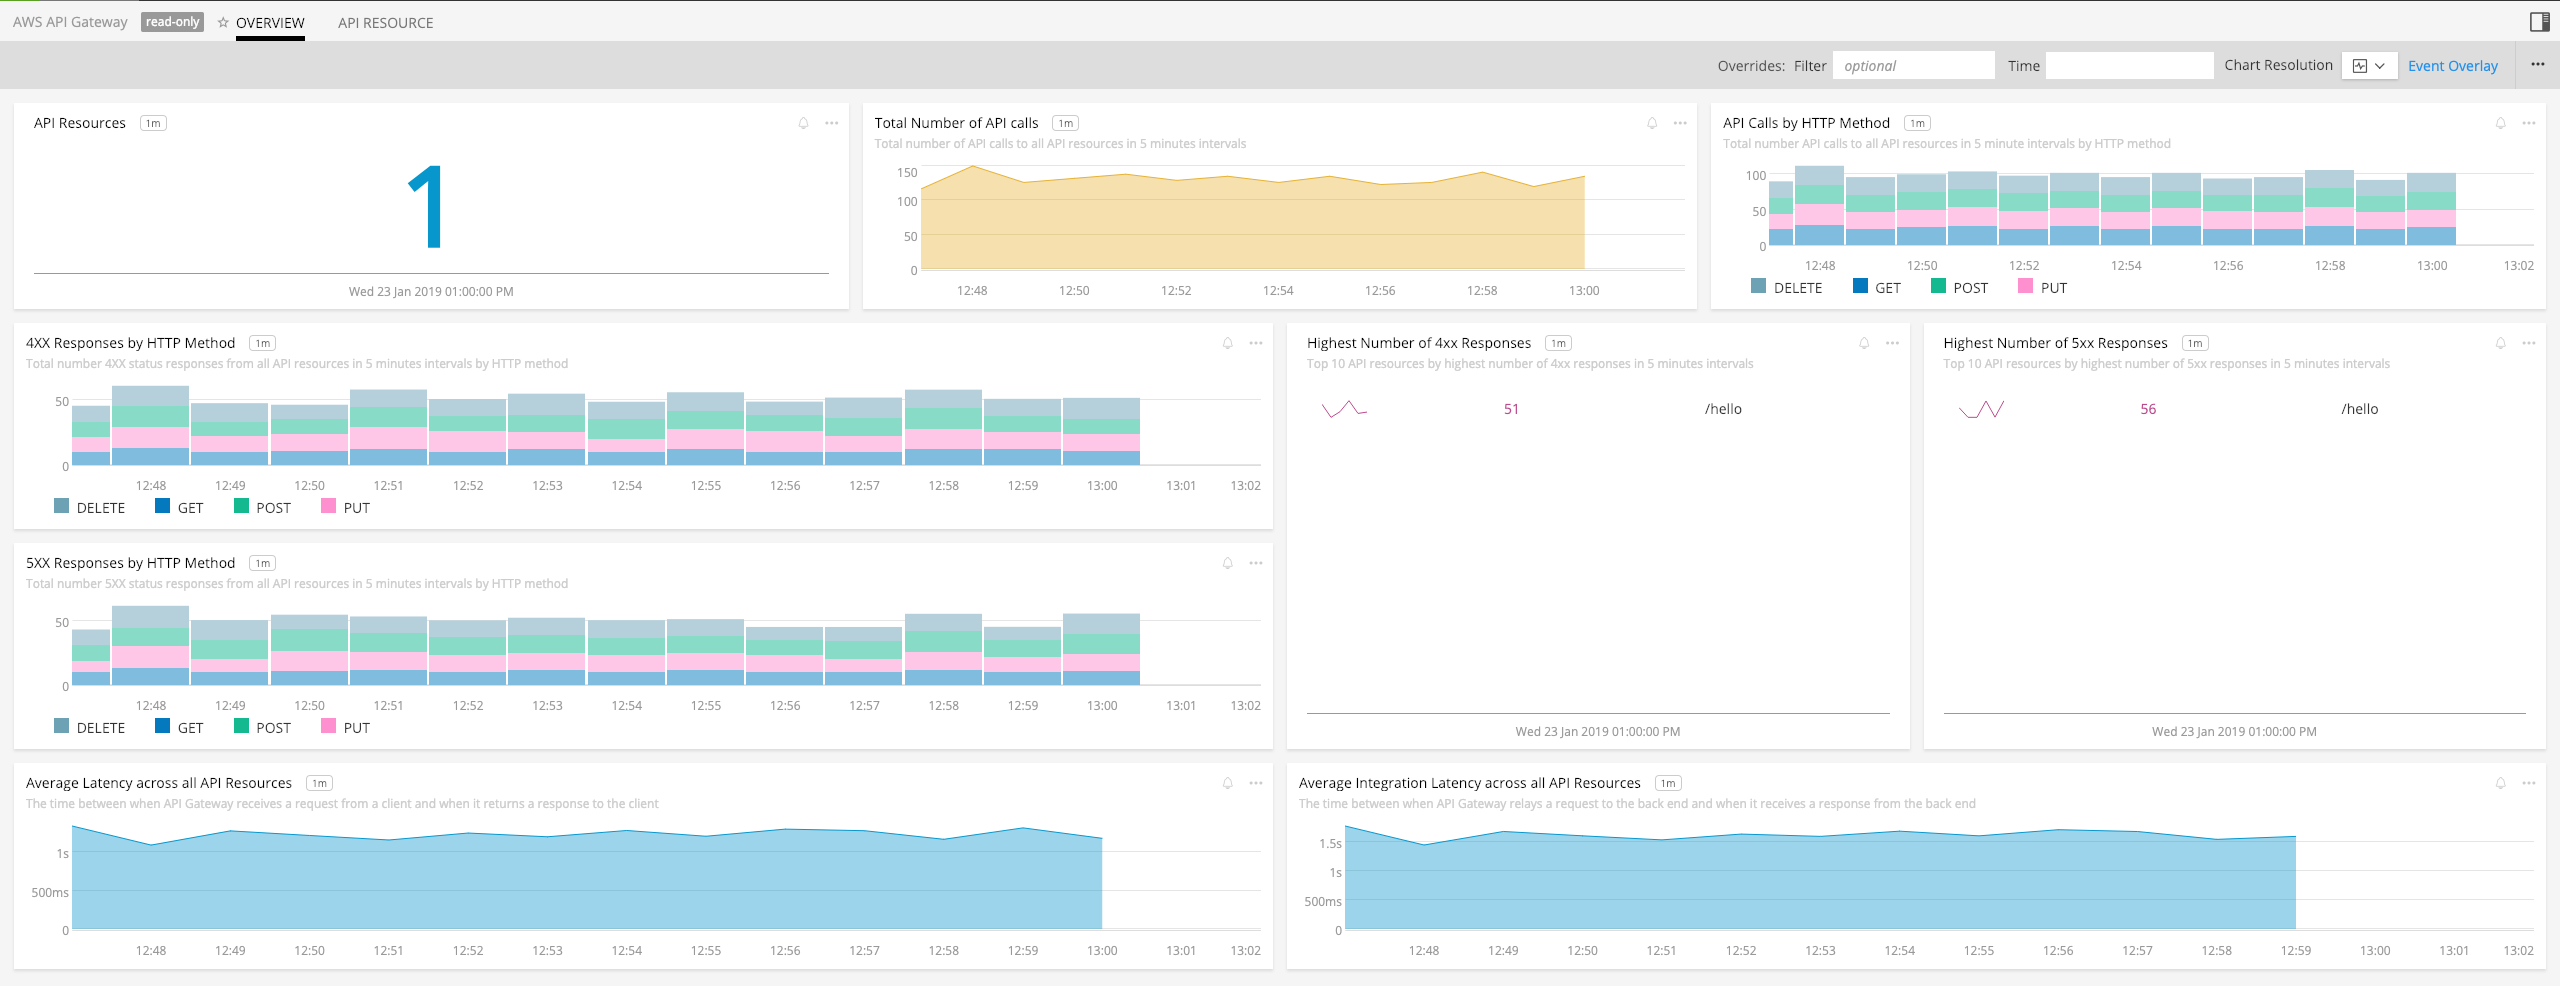 AWS API Gateway read-only OVERVIEW API RESOURCE
Overrides: Filter optional Time Chart Resolution Event Overlay
API Resources 1m
1
Wed 23 Jan 2019 01:00:00 PM
Total Number of API calls 1m
Total number of API calls to all API resources in 5 minutes intervals
150
100
50
0
12:48 12:50 12:52 12:54 12:56 12:58 13:00
API Calls by HTTP Method 1m
Total number API calls to all API resources in 5 minute intervals by HTTP method
100
50
0
12:48 12:50 12:52 12:54 12:56 12:58 13:00 13:02
DELETE GET POST PUT
4XX Responses by HTTP Method 1m
Total number 4XX status responses from all API resources in 5 minutes intervals by HTTP method
50
0
12:48 12:49 12:50 12:51 12:52 12:53 12:54 12:55 12:56 12:57 12:58 12:59 13:00 13:01 13:02
DELETE GET POST PUT
Highest Number of 4xx Responses 1m
Top 10 API resources by highest number of 4xx responses in 5 minutes intervals
51 /hello
Wed 23 Jan 2019 01:00:00 PM
Highest Number of 5xx Responses 1m
Top 10 API resources by highest number of 5xx responses in 5 minutes intervals
56 /hello
Wed 23 Jan 2019 01:00:00 PM
5XX Responses by HTTP Method 1m
Total number 5XX status responses from all API resources in 5 minutes intervals by HTTP method
50
0
12:48 12:49 12:50 12:51 12:52 12:53 12:54 12:55 12:56 12:57 12:58 12:59 13:00 13:01 13:02
DELETE GET POST PUT
Average Latency across all API Resources 1m
The time between when API Gateway receives a request from a client and when it returns a response to the client
1s
500ms
0
12:48 12:49 12:50 12:51 12:52 12:53 12:54 12:55 12:56 12:57 12:58 12:59 13:00 13:01 13:02
Average Integration Latency across all API Resources 1m
The time between when API Gateway relays a request to the back end and when it receives a response from the back end
1.5s
1s
500ms
0
12:48 12:49 12:50 12:51 12:52 12:53 12:54 12:55 12:56 12:57 12:58 12:59 13:00 13:01 13:02